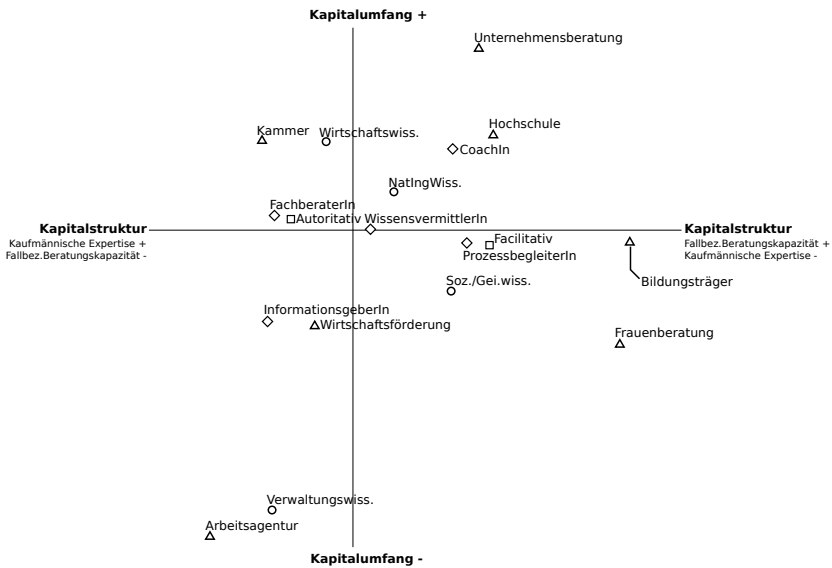 Kapitalumfang +
Unternehmensberatung
Hochschule
Kammer
Wirtschaftswiss.
CoachIn
NatIngWiss.
FachberaterIn
Autoritativ
WissensvermittlerIn
Kapitalstruktur
Kaufmännische Expertise +
Fallbez.Beratungskapazität -
Kapitalstruktur
Fallbez.Beratungskapazität +
Kaufmännische Expertise -
Facilitativ
ProzessbegleiterIn
Soz./Gei.wiss.
Bildungsträger
InformationsgeberIn
Wirtschaftsförderung
Frauenberatung
Verwaltungswiss.
Arbeitsagentur
Kapitalumfang -